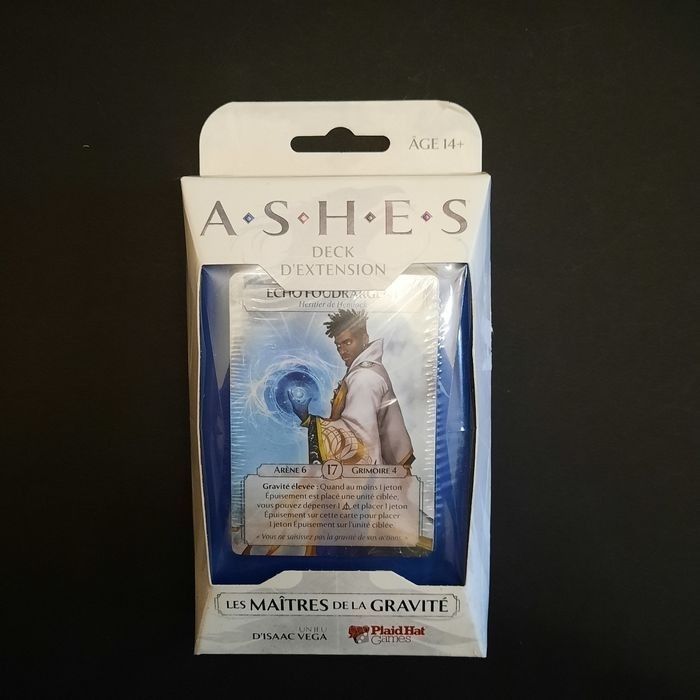 ÂGE 14+
A·S·H·E·S
DECK
D'EXTENSION
ÉCHO FOUDRARGENT
Héritier de
ARÈNE 6 17 GRIMOIRE 4
Gravité élevée : Quand au moins 1 jeton
Épuisement est placé une unité ciblée,
vous pouvez dépenser 1 et placer 1 jeton
Épuisement sur cette carte pour placer
1 jeton Épuisement sur l'unité ciblée.
« Vous ne saisissez pas la gravité de vos actions. »
LES MAÎTRES DE LA GRAVITÉ
UN JEU
D'ISAAC VEGA
Plaid Hat
Games